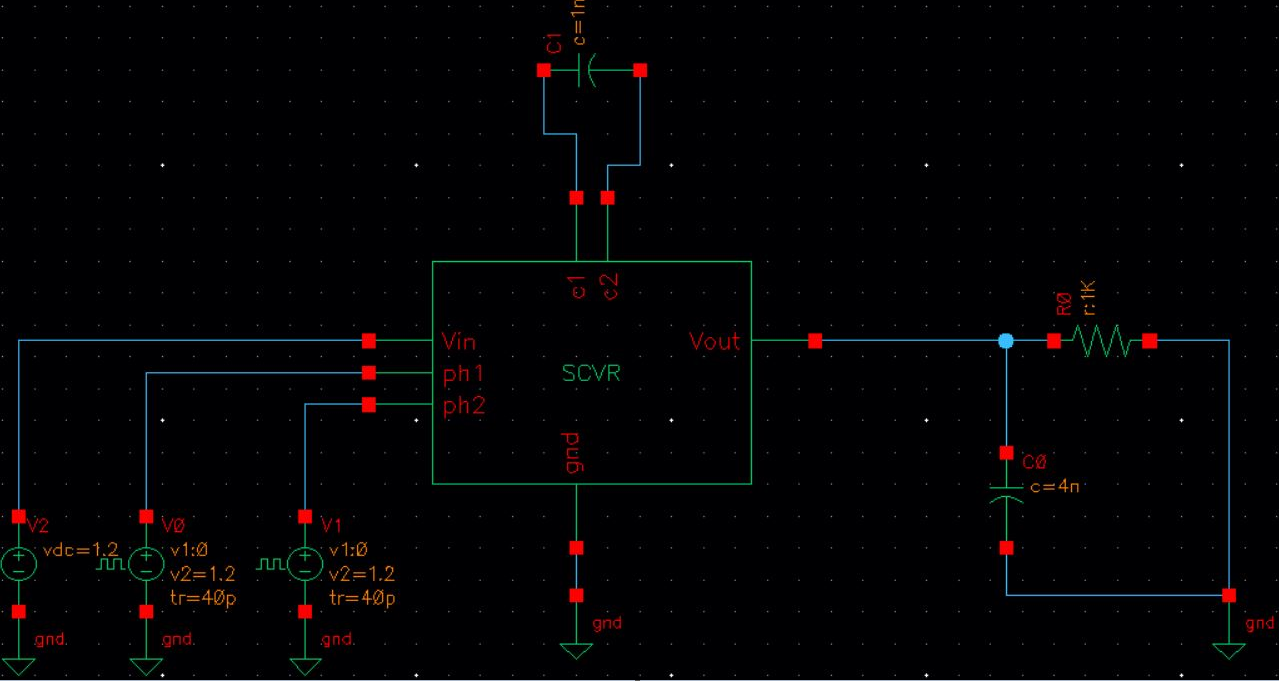 C1
c=1n
c1
c2
Vin
ph1
ph2
Vout
SCVR
gnd
R0
r:1K
C0
c=4n
V2
vdc=1.2
V0
v1:0
v2=1.2
tr=40p
V1
v1:0
v2=1.2
tr=40p
gnd
gnd
gnd
gnd
gnd